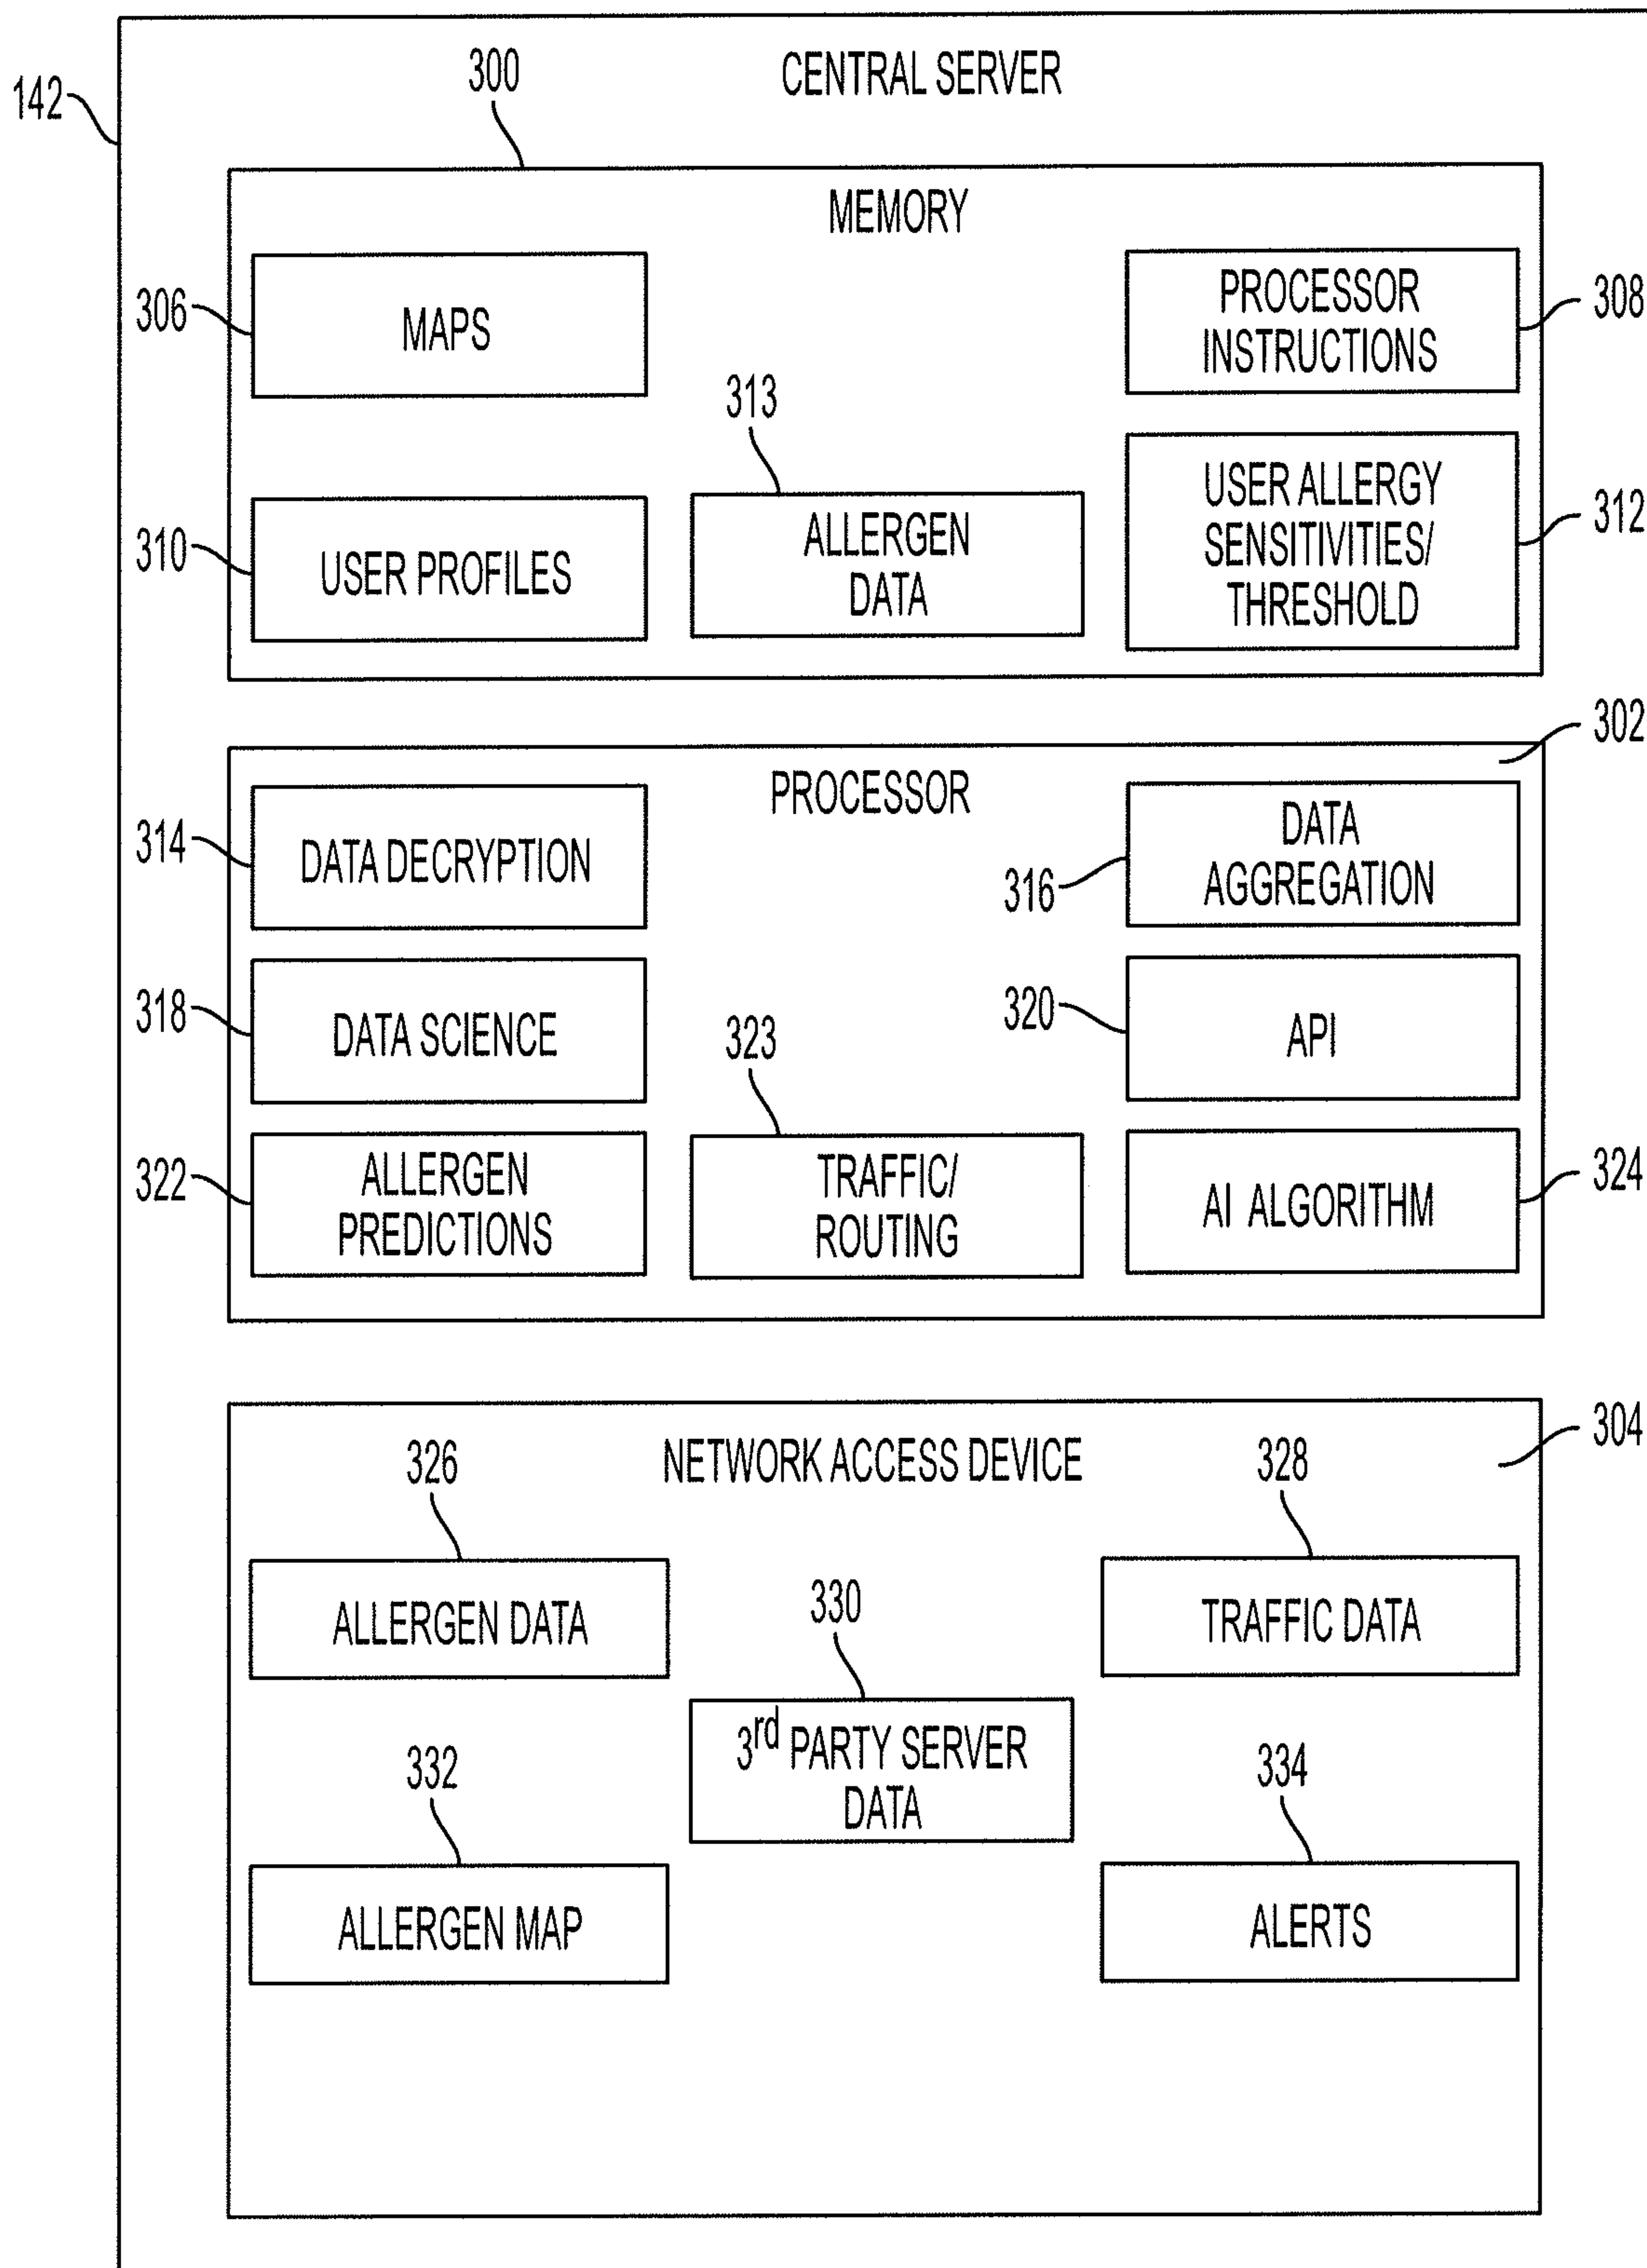 CENTRAL SERVER
142
300
MEMORY
306
MAPS
PROCESSOR
INSTRUCTIONS
308
313
310
USER PROFILES
ALLERGEN
DATA
USER ALLERGY
SENSITIVITIES/
THRESHOLD
312
302
PROCESSOR
314
DATA DECRYPTION
316
DATA
AGGREGATION
318
DATA SCIENCE
320
API
323
322
ALLERGEN
PREDICTIONS
TRAFFIC/
ROUTING
AI ALGORITHM
324
304
NETWORK ACCESS DEVICE
326
328
ALLERGEN DATA
TRAFFIC DATA
330
3rd PARTY SERVER
DATA
332
334
ALLERGEN MAP
ALERTS